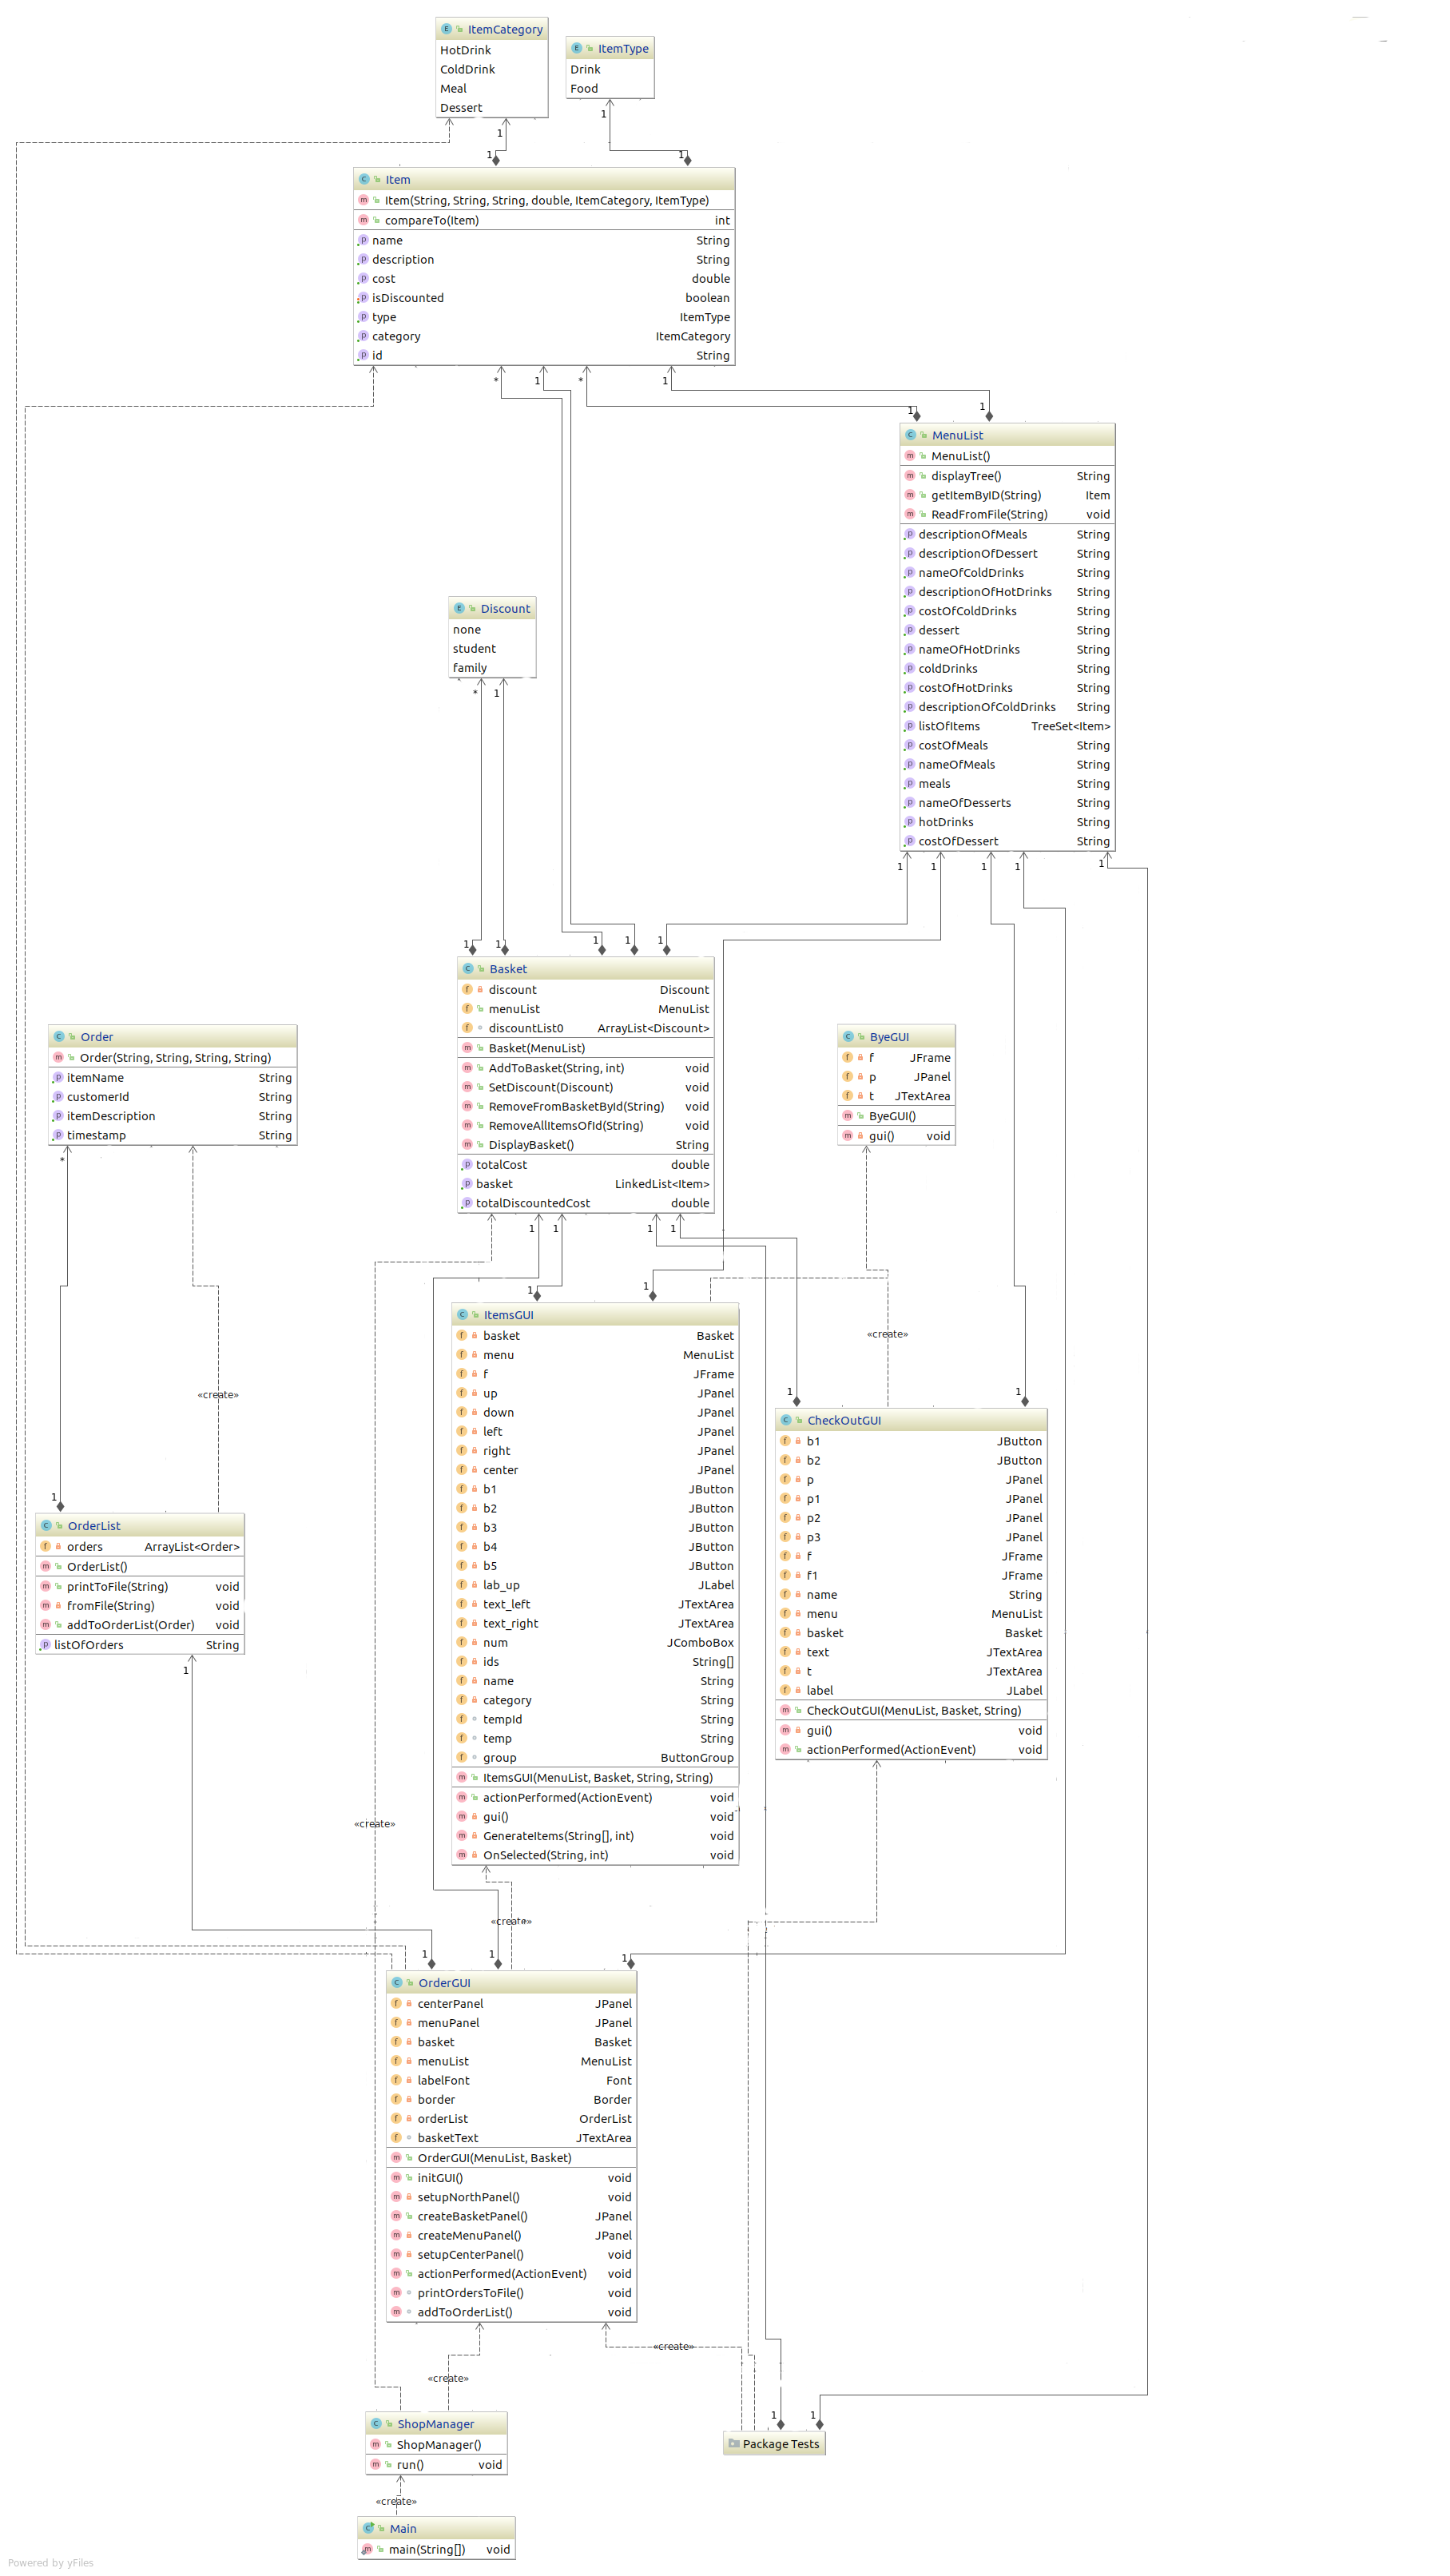 ItemCategory
HotDrink
ColdDrink
Meal
Dessert
ItemType
Drink
Food
1
1
1
1
Item
Item(String, String, String, double, ItemCategory, ItemType)
compareTo(Item) int
name String
description String
cost double
isDiscounted boolean
type ItemType
category ItemCategory
id String
* 1 * 1
1 1
MenuList
MenuList()
displayTree() String
getItemByID(String) Item
ReadFromFile(String) void
descriptionOfMeals String
descriptionOfDessert String
nameOfColdDrinks String
descriptionOfHotDrinks String
costOfColdDrinks String
dessert String
nameOfHotDrinks String
coldDrinks String
costOfHotDrinks String
descriptionOfColdDrinks String
listOfItems TreeSet<Item>
costOfMeals String
nameOfMeals String
meals String
nameOfDesserts String
hotDrinks String
costOfDessert String
1 1 1 1 1
Discount
none
student
family
* 1
1 1 1 1 1
Basket
discount Discount
menuList MenuList
discountList0 ArrayList<Discount>
Basket(MenuList)
AddToBasket(String, int) void
SetDiscount(Discount) void
RemoveFromBasketById(String) void
RemoveAllItemsOfId(String) void
DisplayBasket() String
totalCost double
basket LinkedList<Item>
totalDiscountedCost double
1 1 1 1
Order
Order(String, String, String, String)
itemName String
customerId String
itemDescription String
timestamp String
*
ByeGUI
f JFrame
p JPanel
t JTextArea
ByeGUI()
gui() void
1 1
«create»
ItemsGUI
basket Basket
menu MenuList
f JFrame
up JPanel
down JPanel
left JPanel
right JPanel
center JPanel
b1 JButton
b2 JButton
b3 JButton
b4 JButton
b5 JButton
lab_up JLabel
text_left JTextArea
text_right JTextArea
num JComboBox
ids String[]
name String
category String
tempId String
temp String
group ButtonGroup
ItemsGUI(MenuList, Basket, String, String)
actionPerformed(ActionEvent) void
gui() void
GenerateItems(String[], int) void
OnSelected(String, int) void
1 1
CheckOutGUI
b1 JButton
b2 JButton
p JPanel
p1 JPanel
p2 JPanel
p3 JPanel
f JFrame
f1 JFrame
name String
menu MenuList
basket Basket
text JTextArea
t JTextArea
label JLabel
CheckOutGUI(MenuList, Basket, String)
gui() void
actionPerformed(ActionEvent) void
«create»
1
OrderList
orders ArrayList<Order>
OrderList()
printToFile(String) void
fromFile(String) void
addToOrderList(Order) void
listOfOrders String
1
«create»
«create»
1 1 1
OrderGUI
centerPanel JPanel
menuPanel JPanel
basket Basket
menuList MenuList
labelFont Font
border Border
orderList OrderList
basketText JTextArea
OrderGUI(MenuList, Basket)
initGUI() void
setupNorthPanel() void
createBasketPanel() JPanel
createMenuPanel() JPanel
setupCenterPanel() void
actionPerformed(ActionEvent) void
printOrdersToFile() void
addToOrderList() void
«create»
«create»
ShopManager
ShopManager()
run() void
1 1
Package Tests
«create»
Main
main(String[]) void
Powered by yFiles